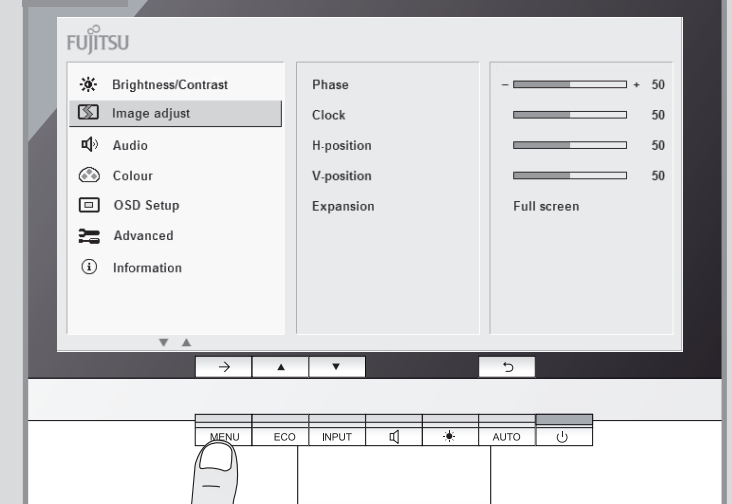 FUJITSU
Brightness/Contrast Phase - + 50
Image adjust Clock 50
Audio H-position 50
Colour V-position 50
OSD Setup Expansion Full screen
Advanced
Information
MENU ECO INPUT AUTO